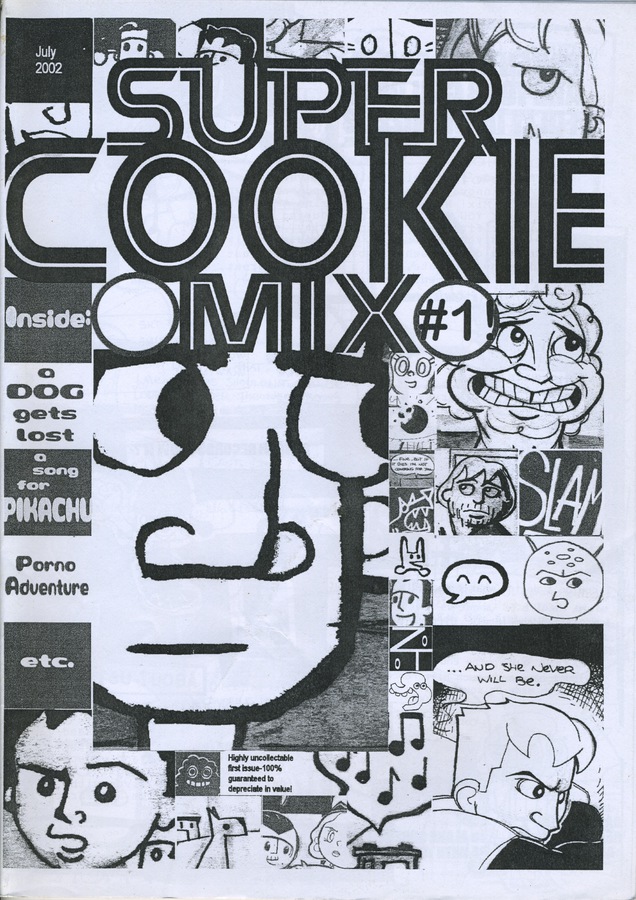 July
2002
SUPER
COOKIE
MIX #1!
Inside:
a
DOG
gets
lost
a
song
for
PIKACHU
Porno
Adventure
etc.
SLAM
...AND SHE NEVER
WILL BE.
Highly uncollectable
first issue-100%
guaranteed to
depreciate in value!